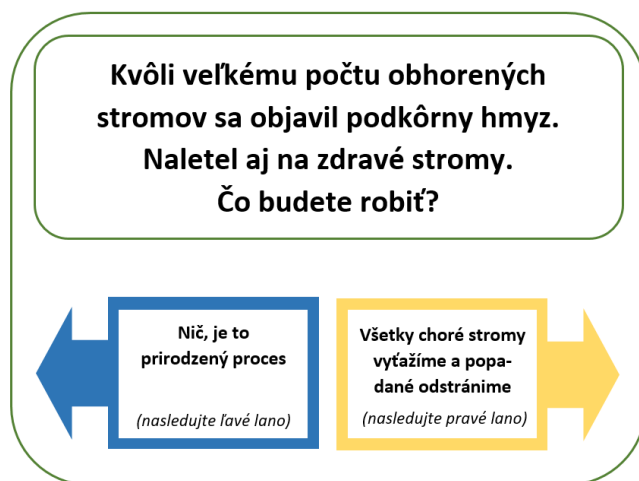 Kvôli veľkému počtu obhorených
stromov sa objavil podkôrny hmyz.
Naletel aj na zdravé stromy.
Čo budete robiť?
Nič, je to
prirodzený proces
(nasledujte ľavé lano)
Všetky choré stromy
vyťažíme a popa-
dané odstránime
(nasledujte pravé lano)